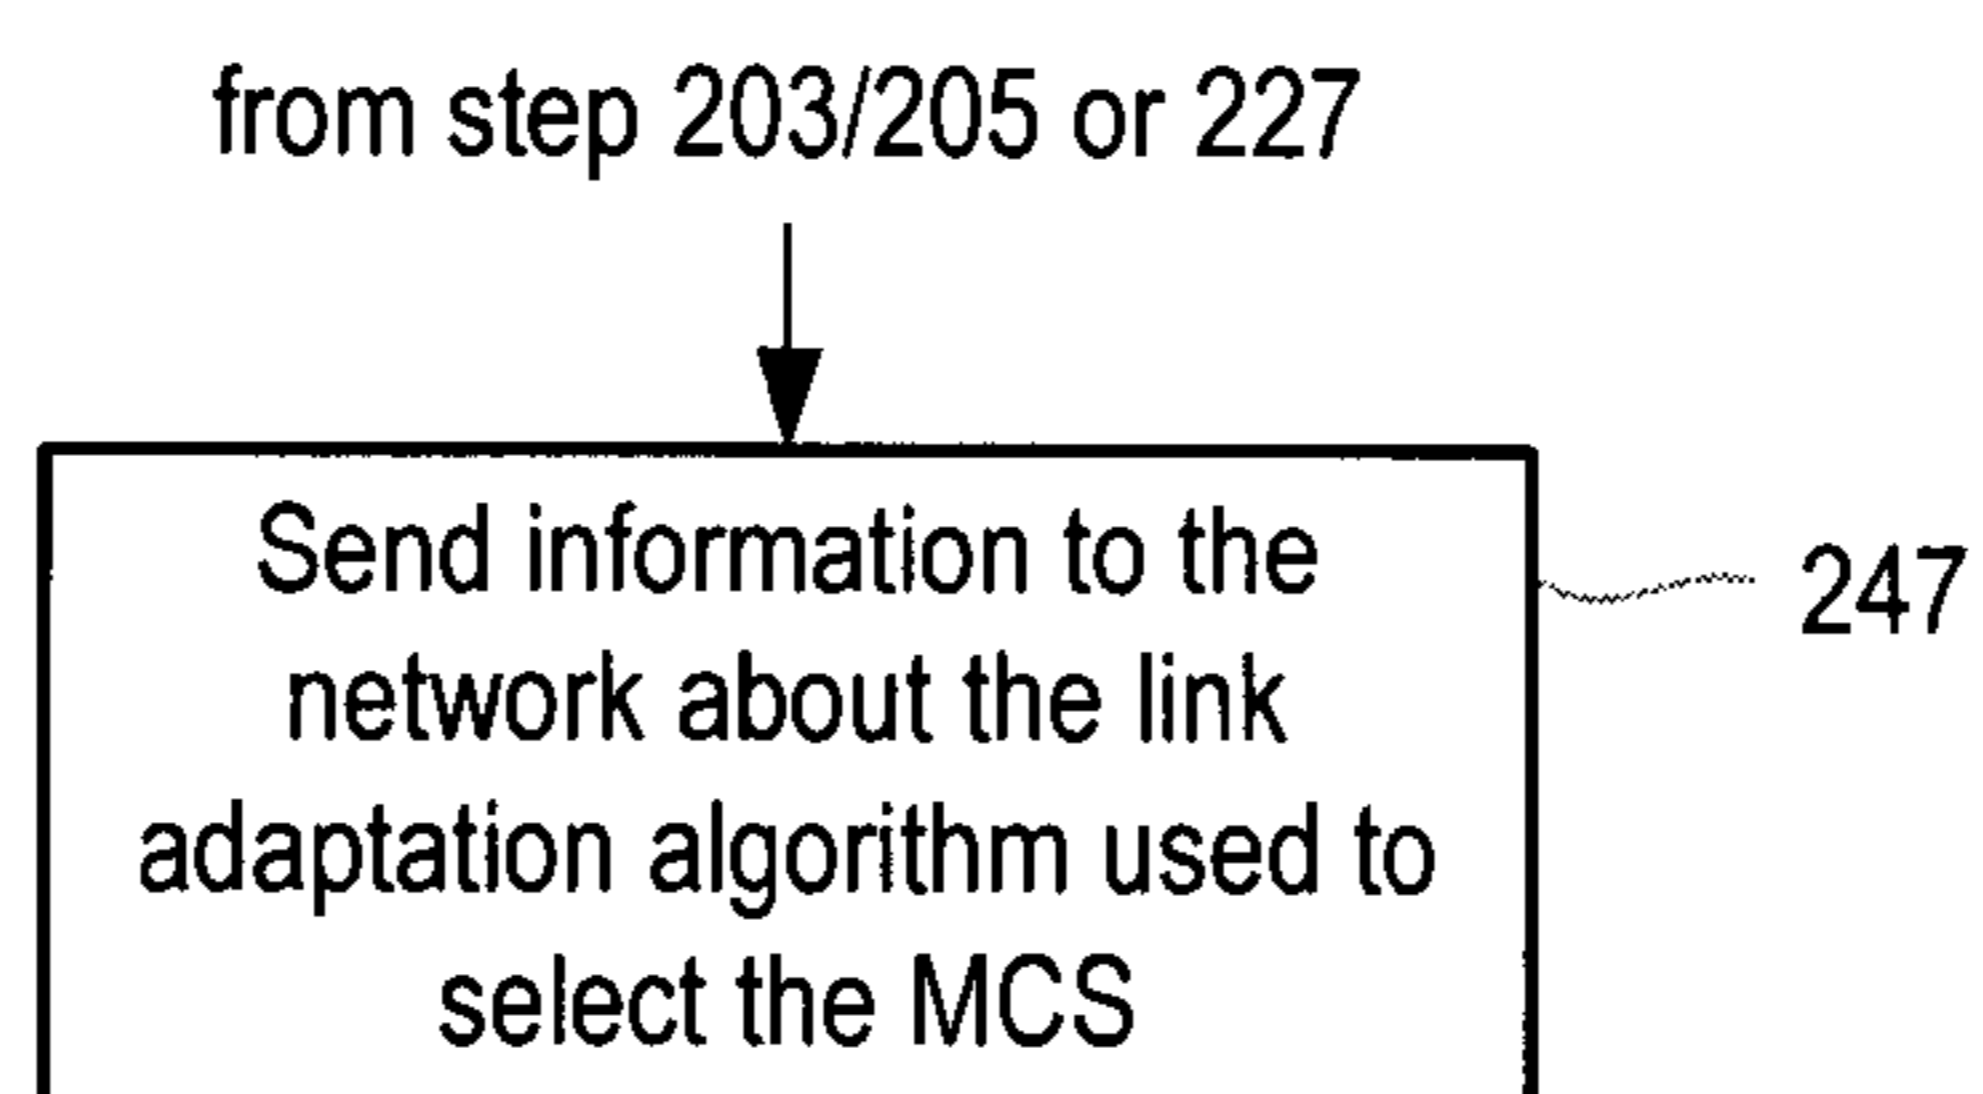 from step 203/205 or 227
Send information to the
247
network about the link
adaptation algorithm used to
select the MCS